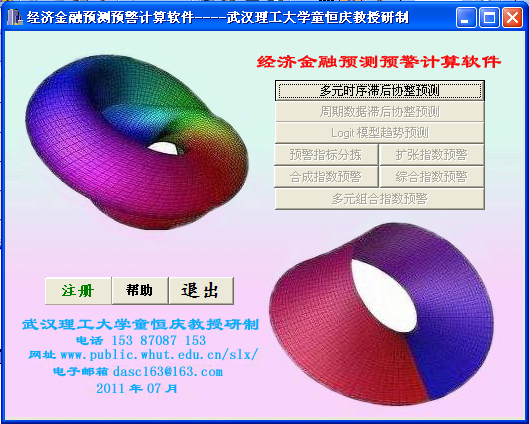 经济金融预测预警计算软件----武汉理工大学童恒庆教授研制
经济金融预测预警计算软件
多元时序滞后协整预测
周期数据滞后协整预测
Logit 模型趋势预测
预警指标分拣 扩张指数预警
合成指数预警 综合指数预警
多元组合指数预警
注册 帮助 退出
武汉理工大学童恒庆教授研制
电话 153 87087 153
网址 www.public.whut.edu.cn/slx/
电子邮箱 dasc163@163.com
2011 年 07 月